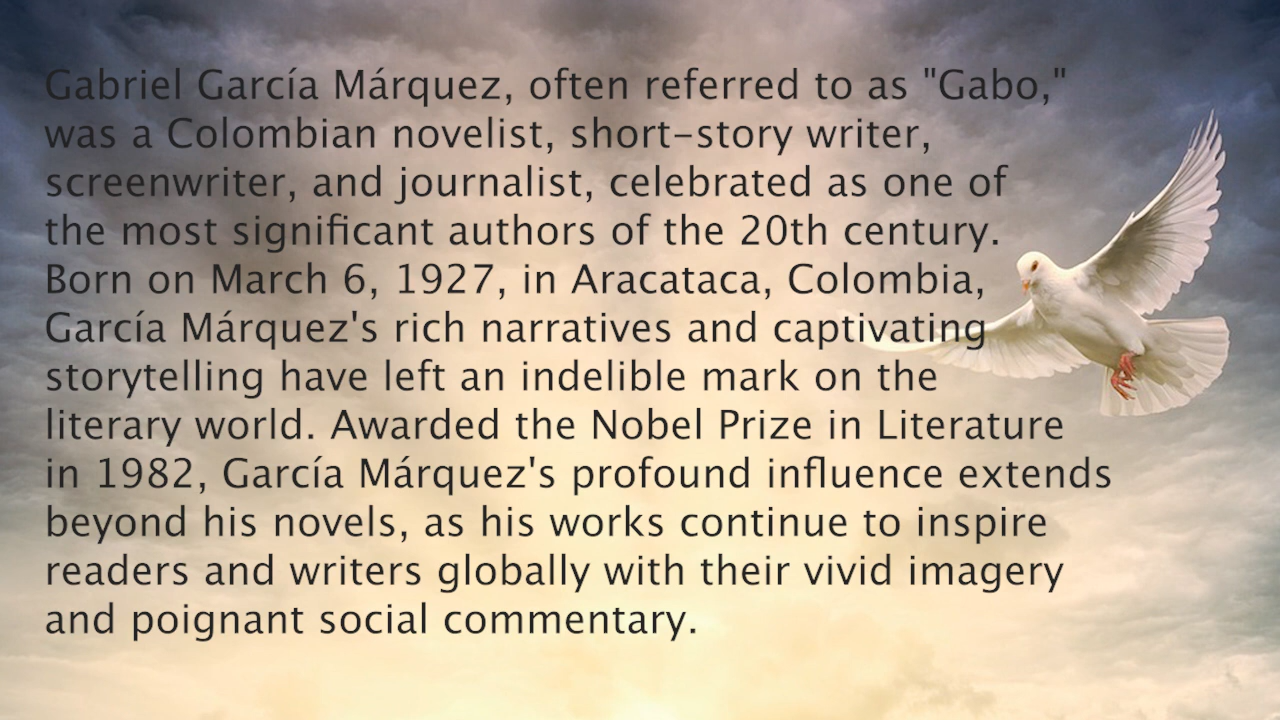 Gabriel García Márquez, often referred to as "Gabo,"
was a Colombian novelist, short-story writer,
screenwriter, and journalist, celebrated as one of
the most significant authors of the 20th century.
Born on March 6, 1927, in Aracataca, Colombia,
García Márquez's rich narratives and captivating
storytelling have left an indelible mark on the
literary world. Awarded the Nobel Prize in Literature
in 1982, García Márquez's profound influence extends
beyond his novels, as his works continue to inspire
readers and writers globally with their vivid imagery
and poignant social commentary.